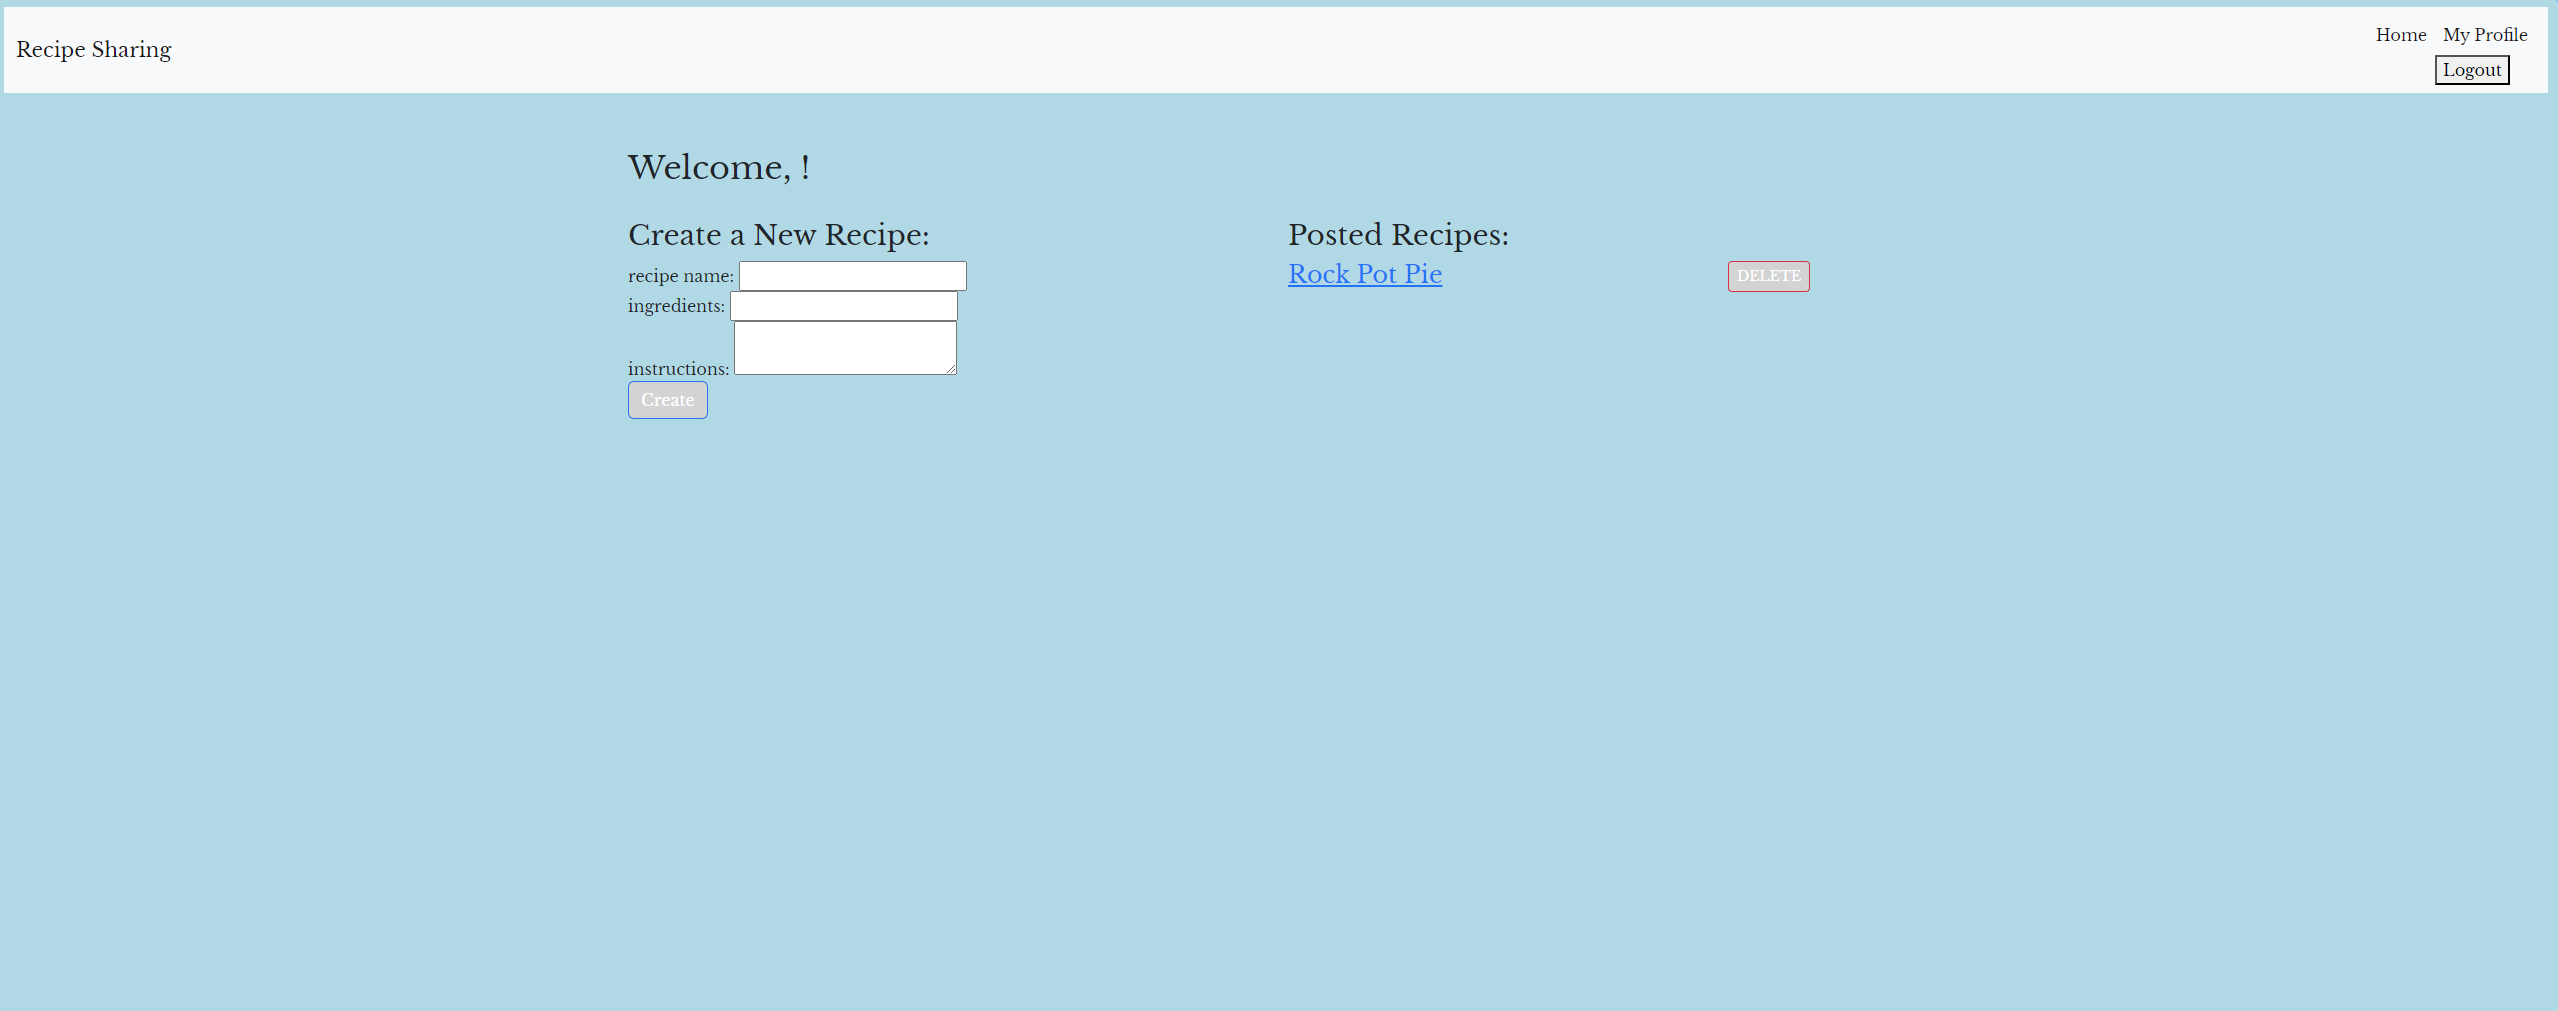 Recipe Sharing
Home My Profile
Logout
Welcome, !
Create a New Recipe:
recipe name:
ingredients:
instructions:
Create
Posted Recipes:
Rock Pot Pie
DELETE